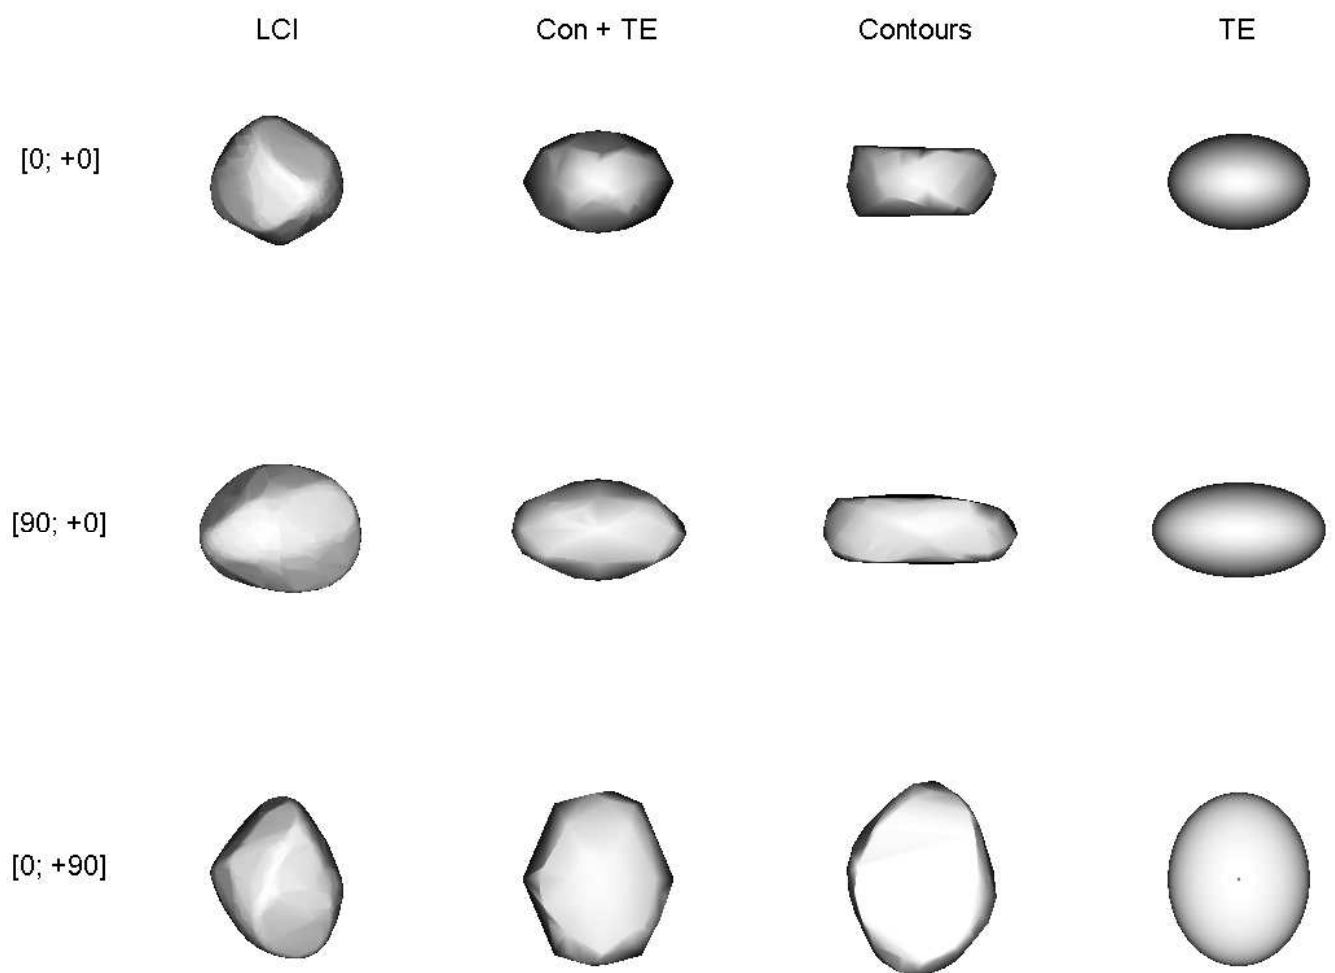 LCI Con + TE Contours TE
[0; +0]
[90; +0]
[0; +90]